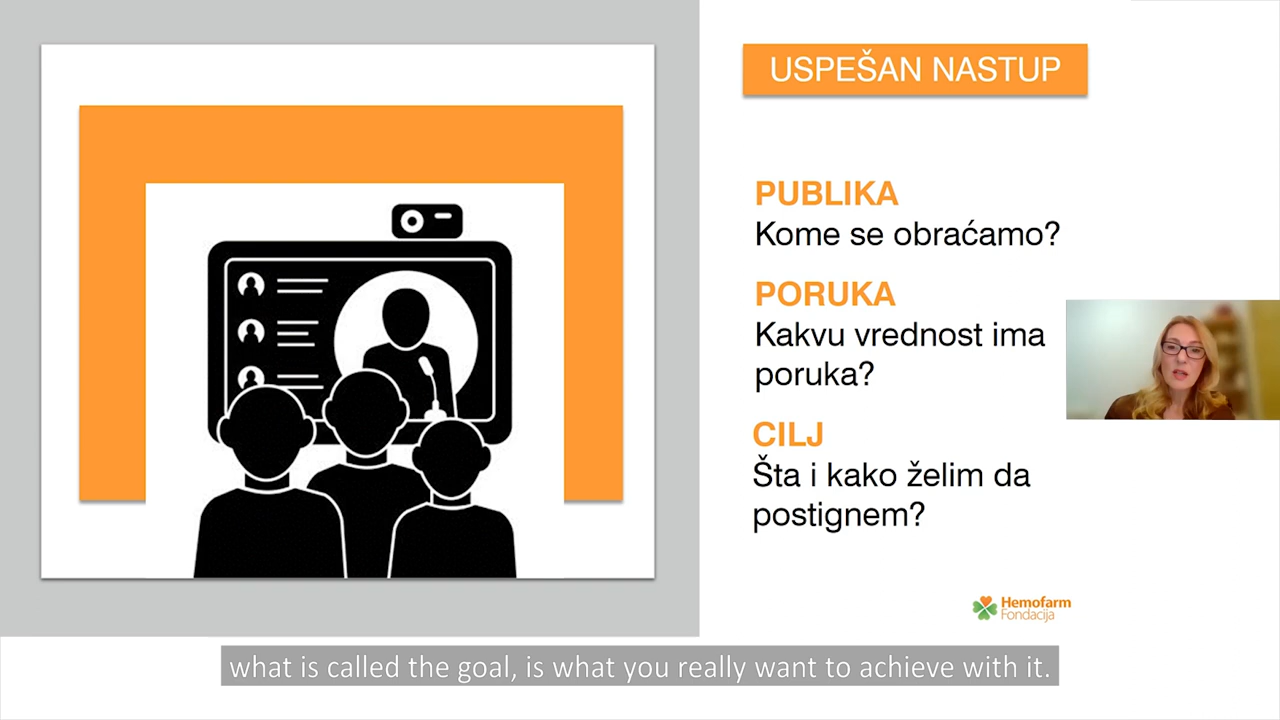 USPEŠAN NASTUP
PUBLIKA
Kome se obraćamo?
PORUKA
Kakvu vrednost ima
poruka?
CILJ
Šta i kako želim da
postignem?
Hemofarm
Fondacija
what is called the goal, is what you really want to achieve with it.